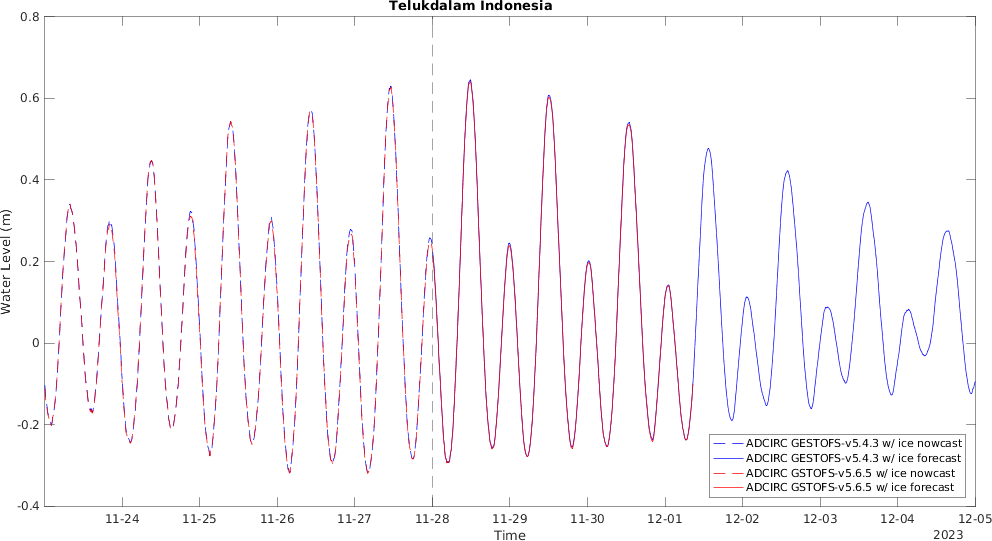 Telukdalam Indonesia
0.8
0.6
0.4
0.2
0
-0.2
-0.4
Water Level (m)
ADCIRC GESTOFS-v5.4.3 w/ ice nowcast
ADCIRC GESTOFS-v5.4.3 w/ ice forecast
ADCIRC GSTOFS-v5.6.5 w/ ice nowcast
ADCIRC GSTOFS-v5.6.5 w/ ice forecast
11-24 11-25 11-26 11-27 11-28 11-29 11-30 12-01 12-02 12-03 12-04 12-05
Time
2023